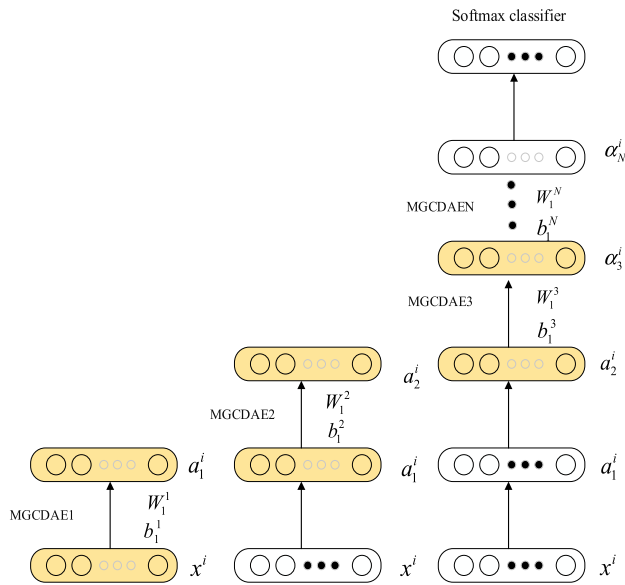 Softmax classifier
α_N^i
MGCDAEN
W_1^N
b_1^N
α_3^i
MGCDAE3
W_1^3
b_1^3
a_2^i
a_2^i
MGCDAE2
W_1^2
b_1^2
a_1^i
a_1^i
a_1^i
MGCDAE1
W_1^1
b_1^1
x^i
x^i
x^i